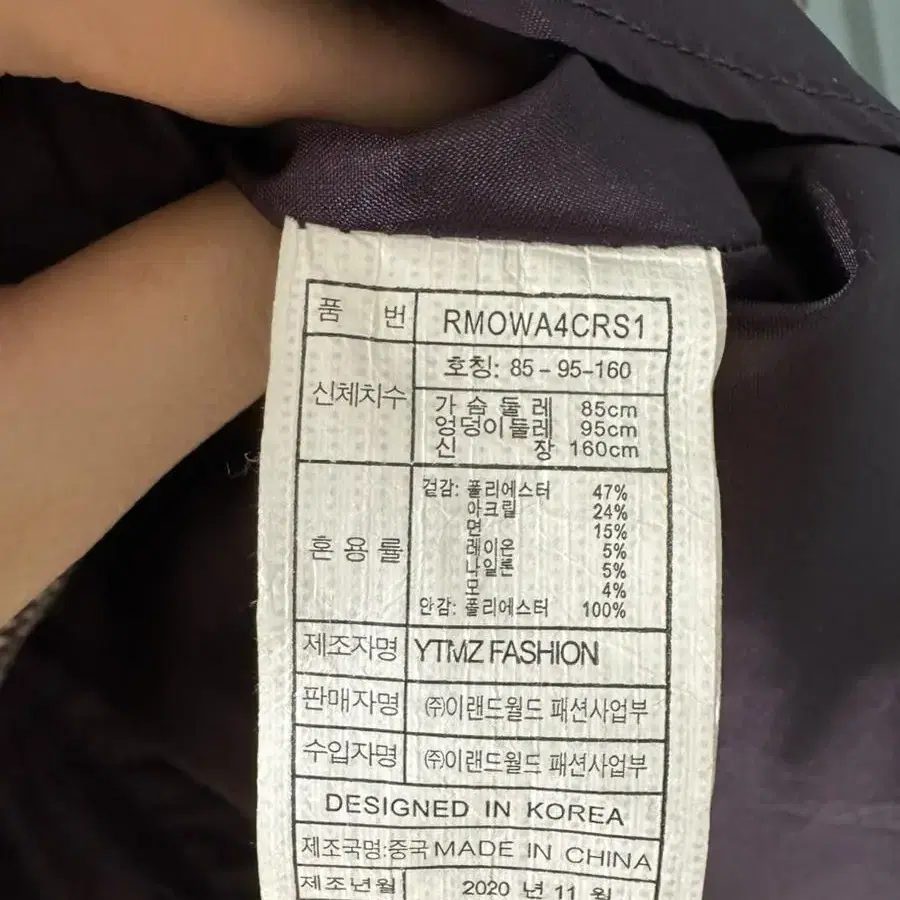 품 번 RMOWA4CRS1
신체치수 호칭: 85 - 95-160
가 슴 둘 레 85cm
엉덩이둘레 95cm
신 장 160cm
혼 용 률 겉감: 폴리에스터 47%
아크릴 24%
면 15%
레이온 5%
나일론 5%
모 4%
안감: 폴리에스터 100%
제조자명 YTMZ FASHION
판매자명 ㈜이랜드월드 패션사업부
수입자명 ㈜이랜드월드 패션사업부
DESIGNED IN KOREA
제조국명:중국 MADE IN CHINA
제조년월 2020 년 11 월